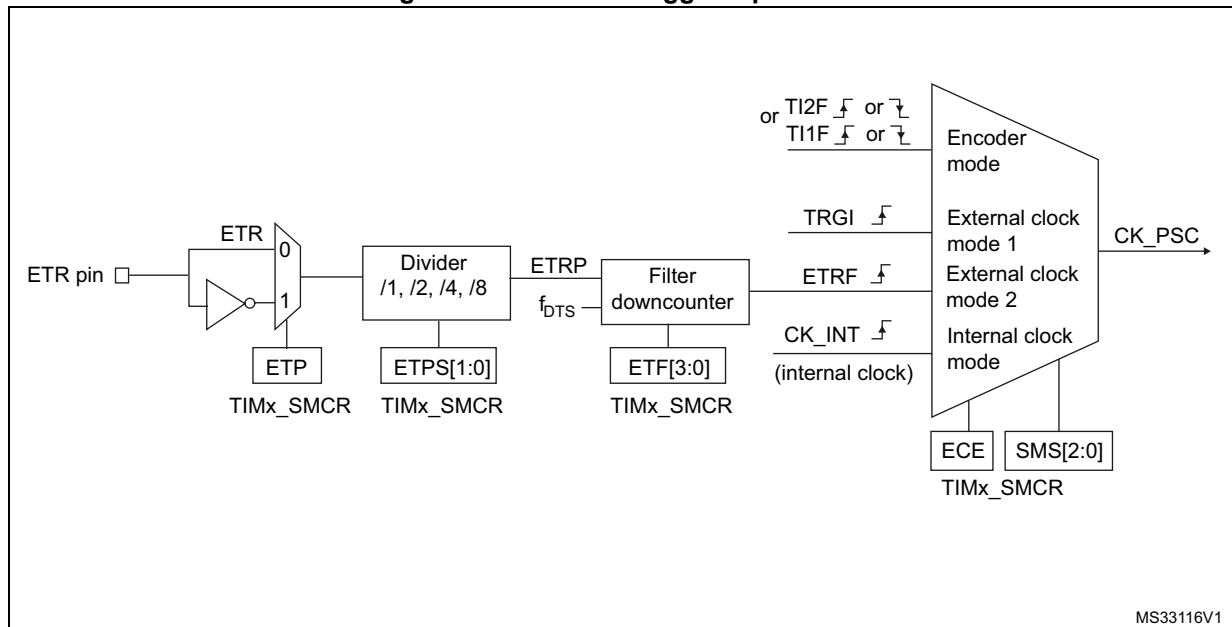 or TI2F or
TI1F or
Encoder
mode
TRGI
External clock
mode 1
CK_PSC
ETR
0
ETR pin
1
Divider
/1, /2, /4, /8
ETRP
fDTS
Filter
downcounter
ETRF
External clock
mode 2
CK_INT
(internal clock)
Internal clock
mode
ETP
TIMx_SMCR
ETPS[1:0]
TIMx_SMCR
ETF[3:0]
TIMx_SMCR
ECE
SMS[2:0]
TIMx_SMCR
MS33116V1